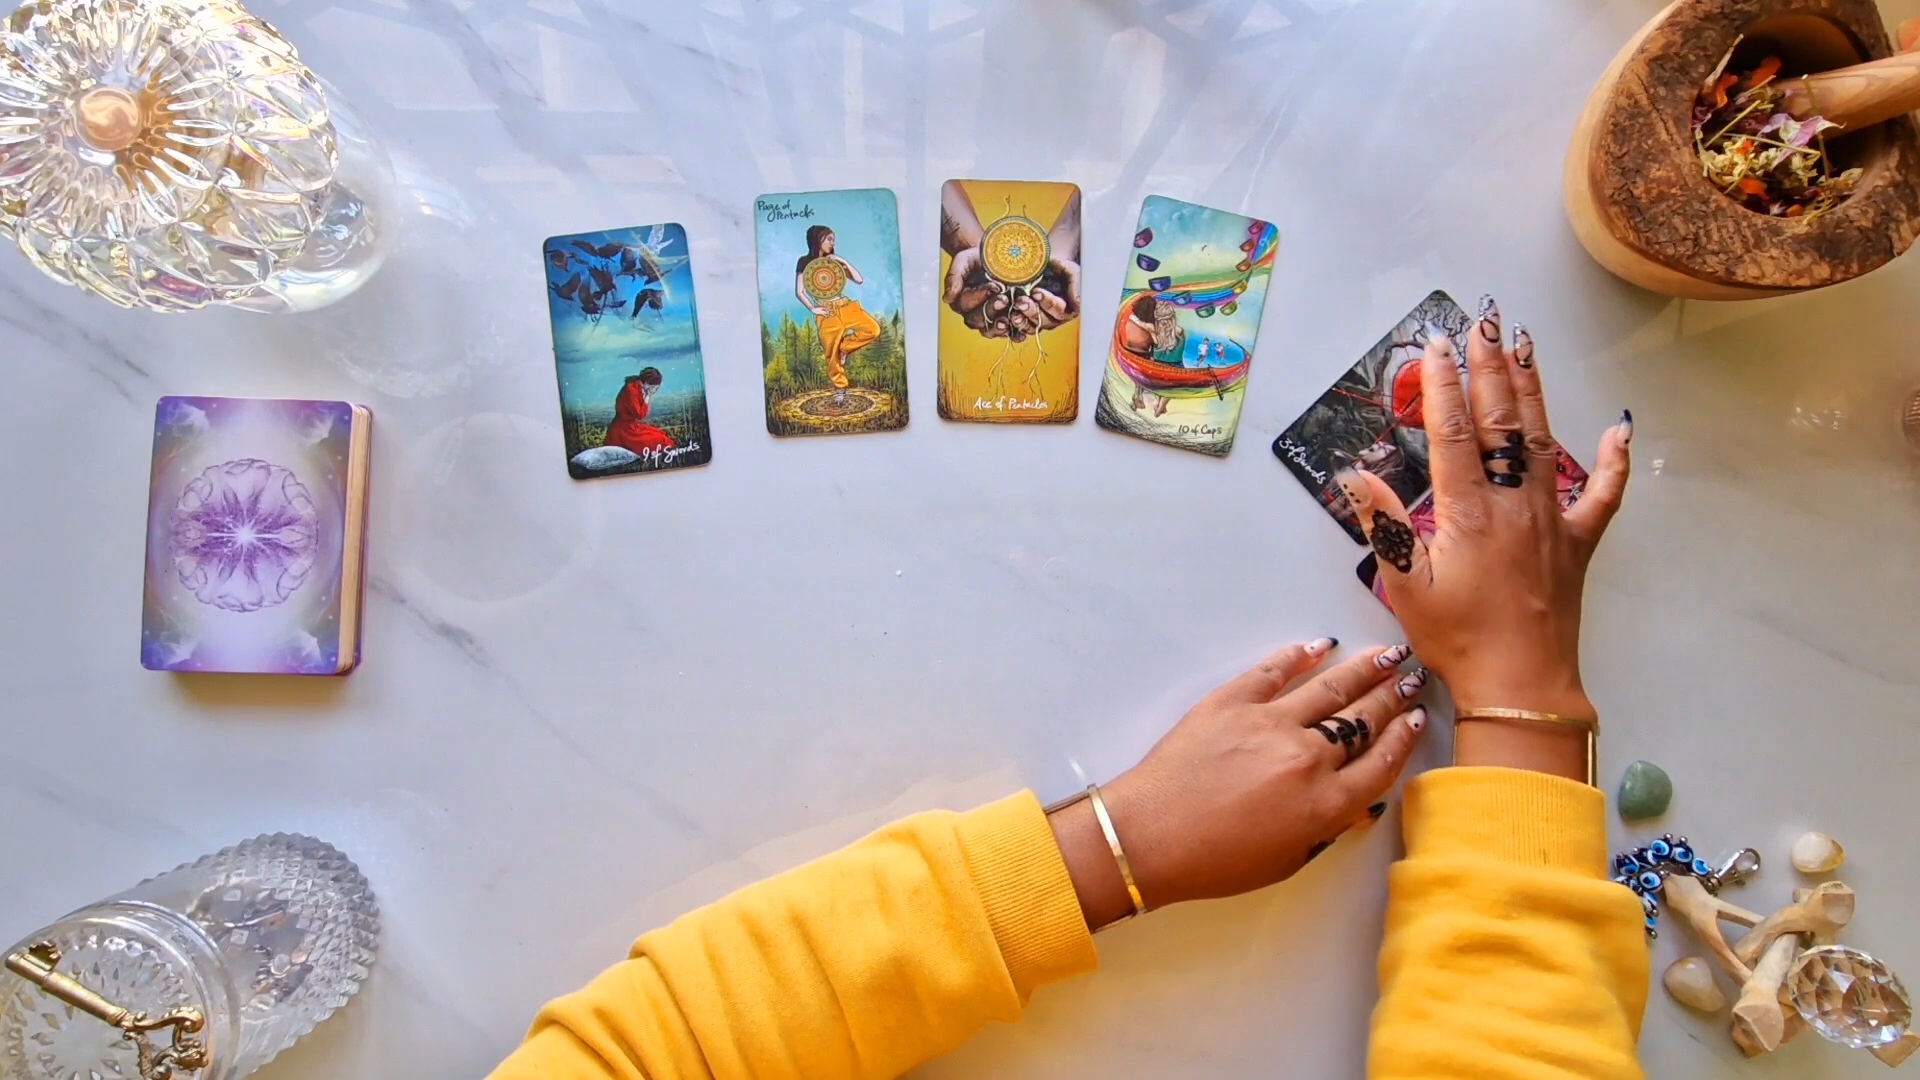 9 of Swords
Page of
Pentacles
Ace of Pentacles
10 of Cups
3 of Swords